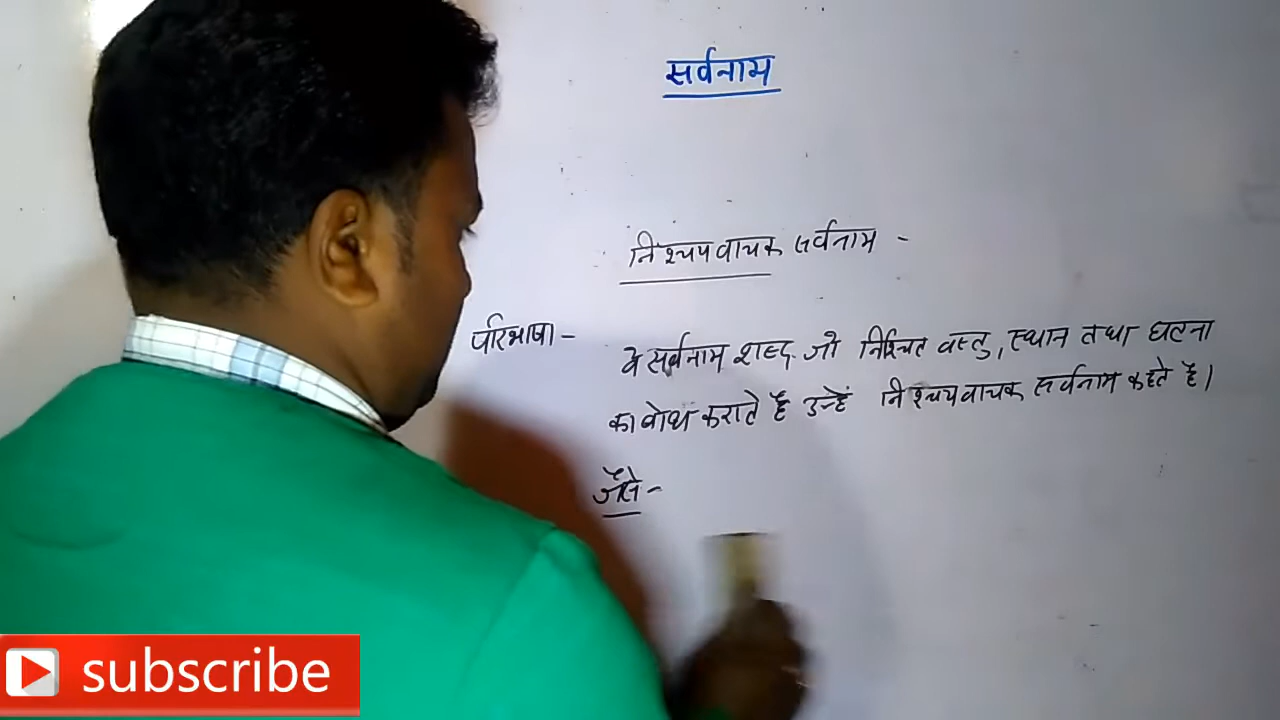 सर्वनाम
निश्चयवाचक सर्वनाम -
परिभाषा - वे सर्वनाम शब्द जो निश्चित वस्तु, स्थान तथा घटना
का बोध कराते है उन्हें निश्चयवाचक सर्वनाम कहते है।
जैसे -
subscribe